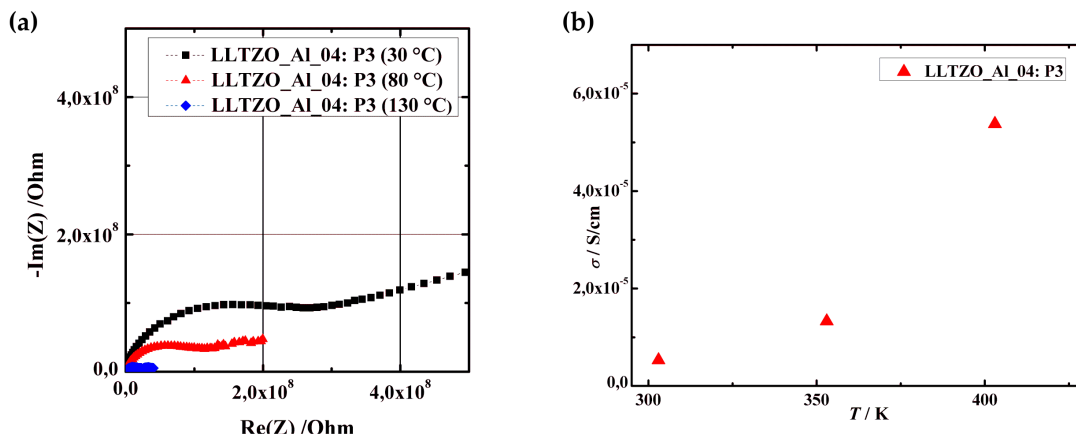 (a)
LLTZO_Al_04: P3 (30 °C)
LLTZO_Al_04: P3 (80 °C)
LLTZO_Al_04: P3 (130 °C)
4,0x10⁸
2,0x10⁸
0,0
-Im(Z) /Ohm
0,0
2,0x10⁸
4,0x10⁸
Re(Z) /Ohm
(b)
LLTZO_Al_04: P3
6,0x10⁻⁵
4,0x10⁻⁵
2,0x10⁻⁵
0,0
σ / S/cm
300
350
400
T / K